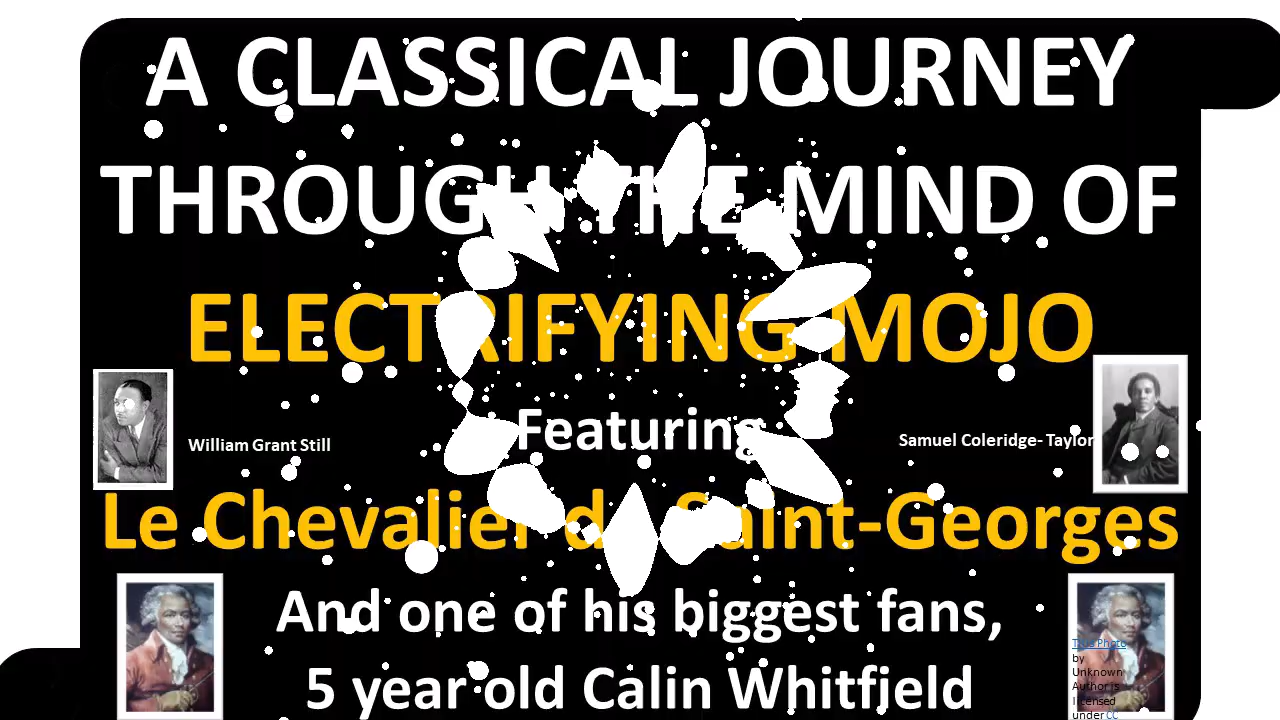 A CLASSICAL JOURNEY
THROUGH THE MIND OF
ELECTRIFYING MOJO
Featuring
William Grant Still
Samuel Coleridge- Taylor
Le Chevalier de Saint-Georges
And one of his biggest fans,
5 year old Calin Whitfield
This Photo
by
Unknown
Author is
licensed
under CC